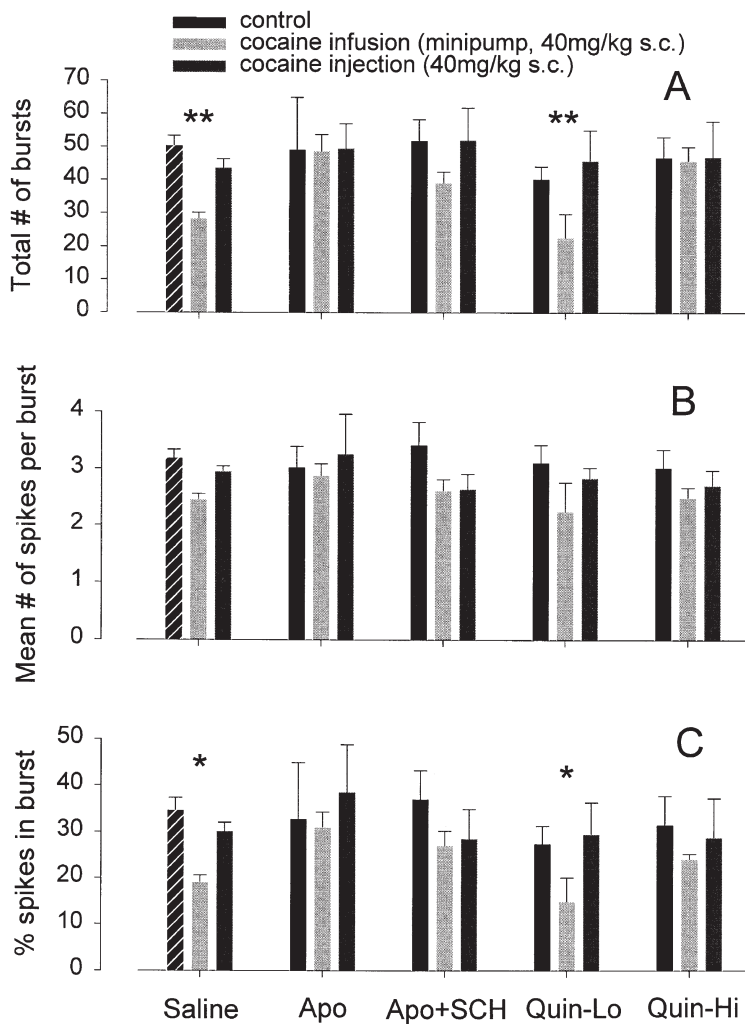 control
cocaine infusion (minipump, 40mg/kg s.c.)
cocaine injection (40mg/kg s.c.)
A
Total # of bursts
70
60
50
40
30
20
10
0
**
**
B
Mean # of spikes per burst
4
3
2
1
0
C
% spikes in burst
50
40
30
20
10
0
*
*
Saline Apo Apo+SCH Quin-Lo Quin-Hi